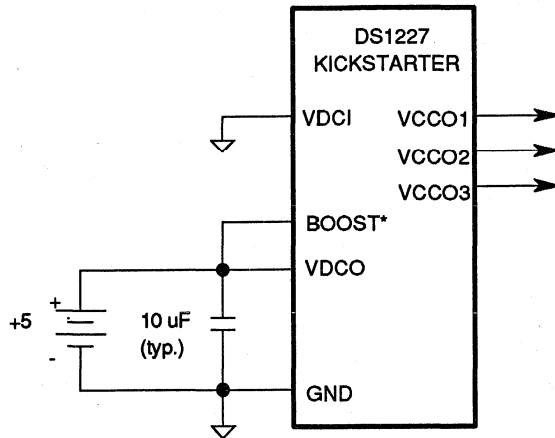 DS1227
KICKSTARTER
VDCI
VCCO1
VCCO2
VCCO3
BOOST*
VDCO
+
+5
10 uF
(typ.)
-
GND